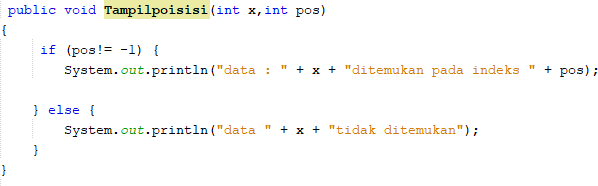 public void Tampilpoisisi(int x,int pos)
{
if (pos!= -1) {
System.out.println("data : " + x + "ditemukan pada indeks " + pos);
} else {
System.out.println("data " + x + "tidak ditemukan");
}
}